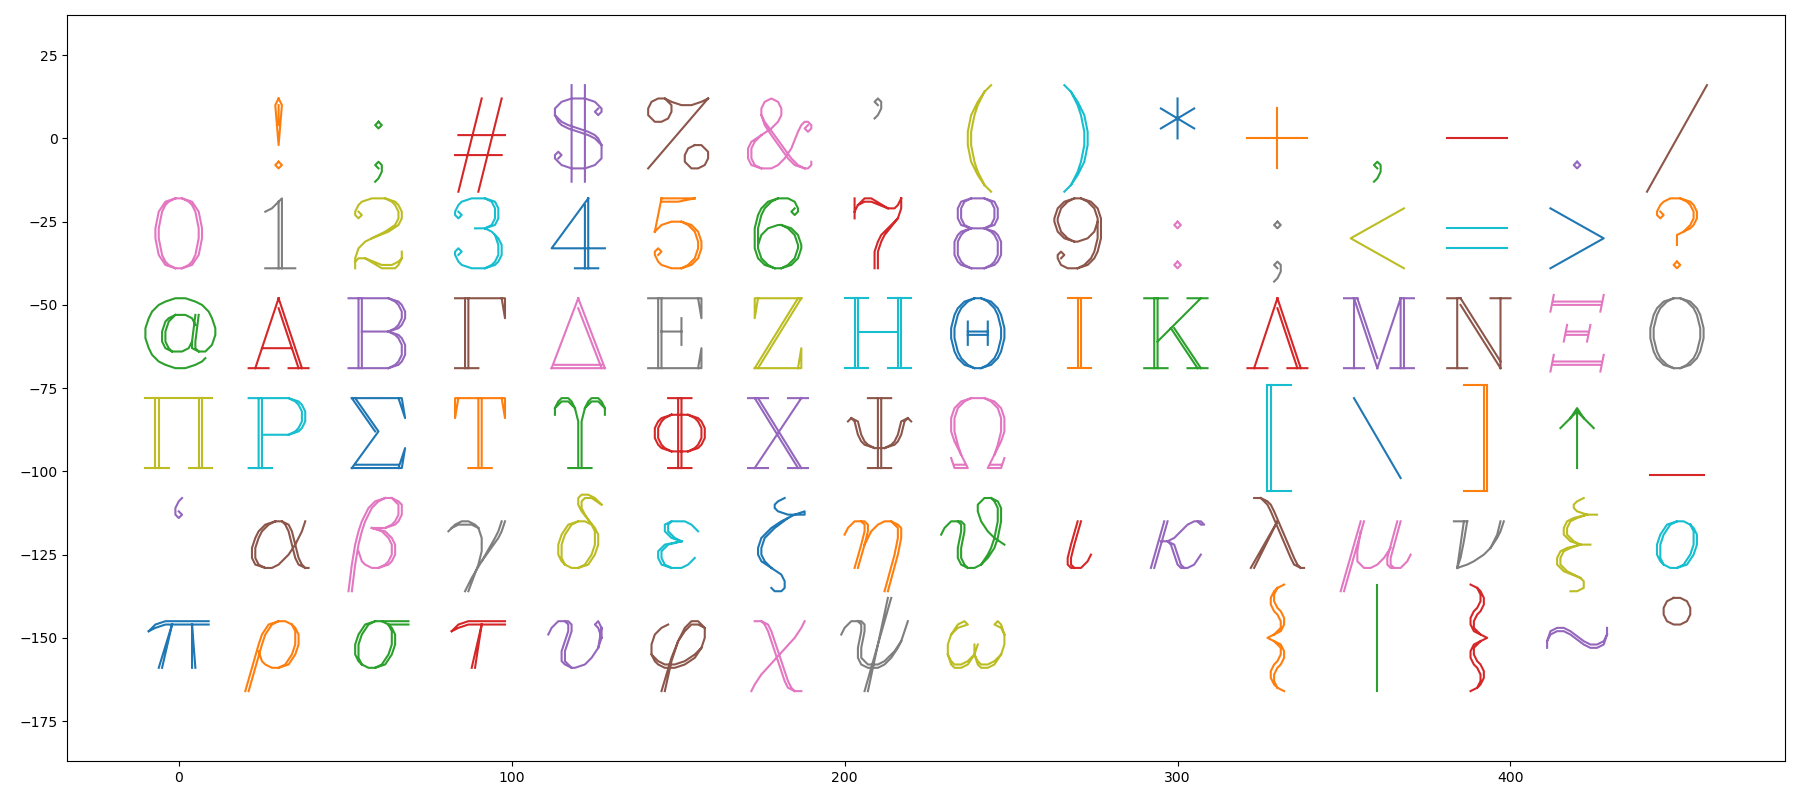 25
! ; # $ % & ’ ( ) * + , — . /
0
0 1 2 3 4 5 6 7 8 9 : ; < = > ?
−25
@ Α Β Γ Δ Ε Ζ Η Θ Ι Κ Λ Μ Ν Ξ Ο
−50
−75
Π Ρ Σ Τ Υ Φ Χ Ψ Ω [ \ ] ↑ _
−100
‘ α β γ δ ε ζ η ϑ ι κ λ μ ν ξ ο
−125
π ρ σ τ υ φ χ ψ ω { | } ~ °
−150
−175
0 100 200 300 400